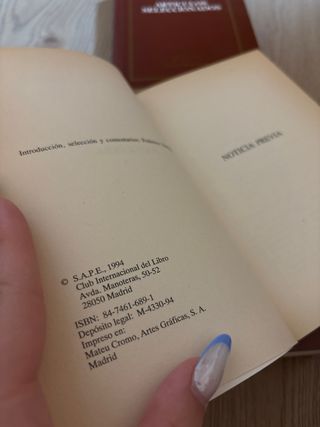 SELECCIONADOS
Introducción, selección y comentarios:
NOTICIA PREVIA
© S.A.P.E., 1994
Club Internacional del Libro
Avda. Manoteras, 50-52
28050 Madrid
ISBN: 84-7461-689-1
Depósito legal: M-4330-94
Impreso en:
Mateu Cromo, Artes Gráficas, S. A.
Madrid